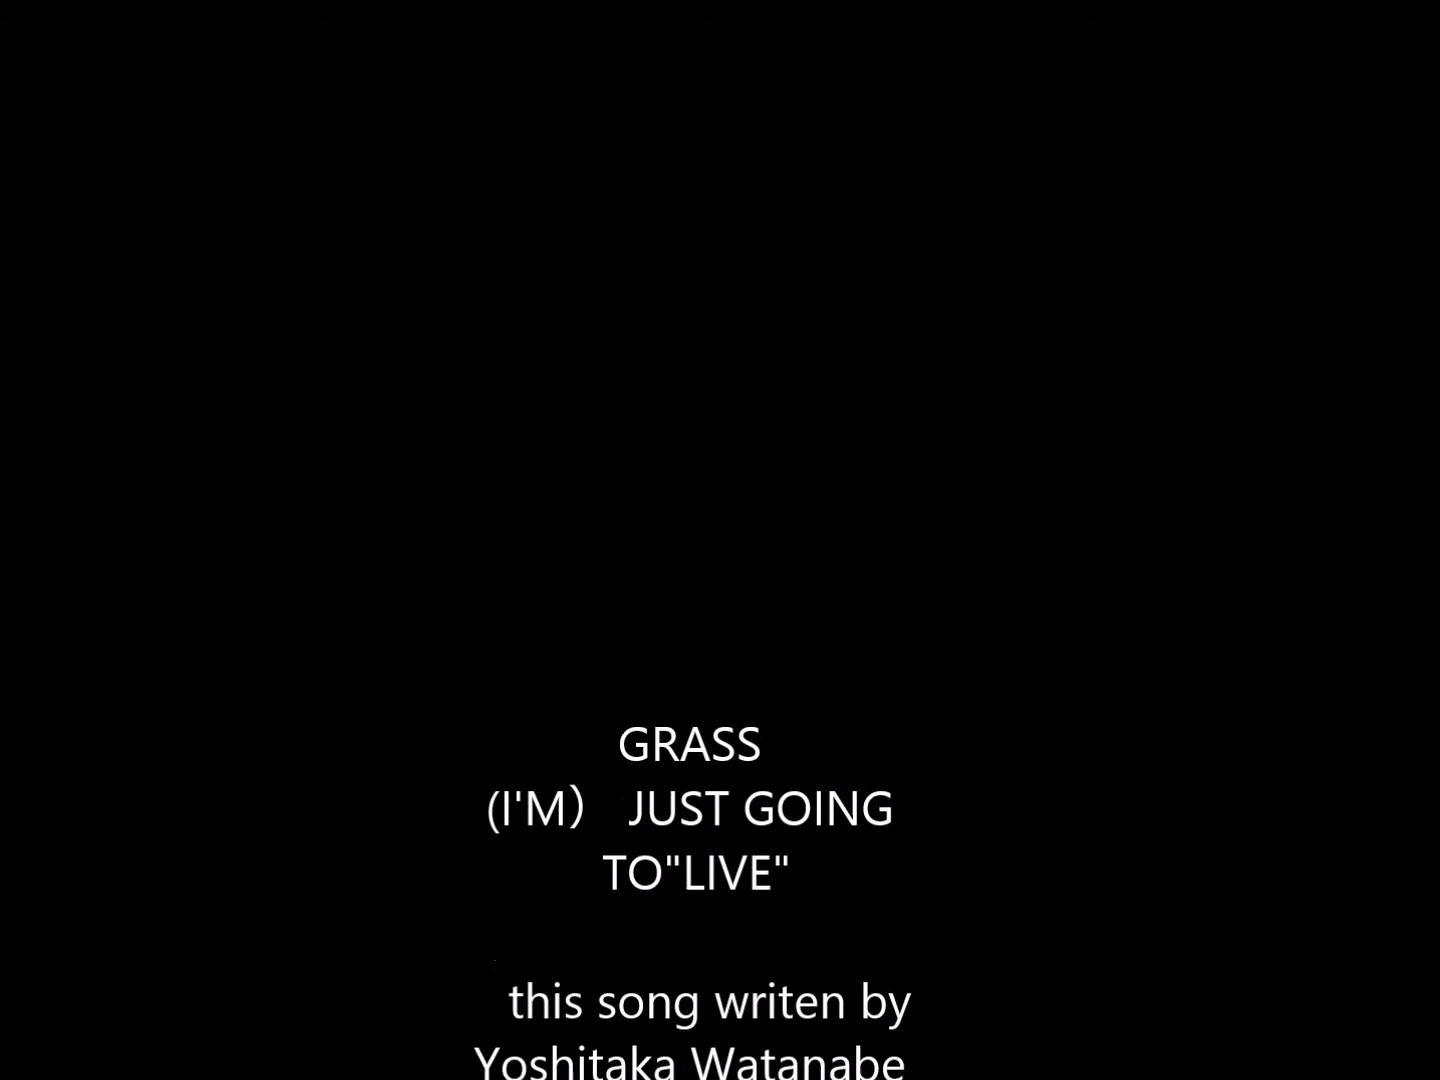 GRASS
(I'M） JUST GOING
TO"LIVE"
this song writen by
Yoshitaka Watanabe